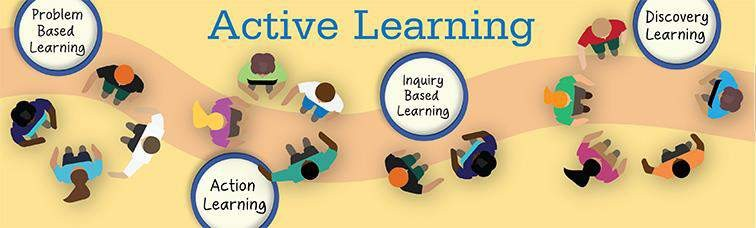 Active Learning
Problem
Based
Learning
Action
Learning
Inquiry
Based
Learning
Discovery
Learning